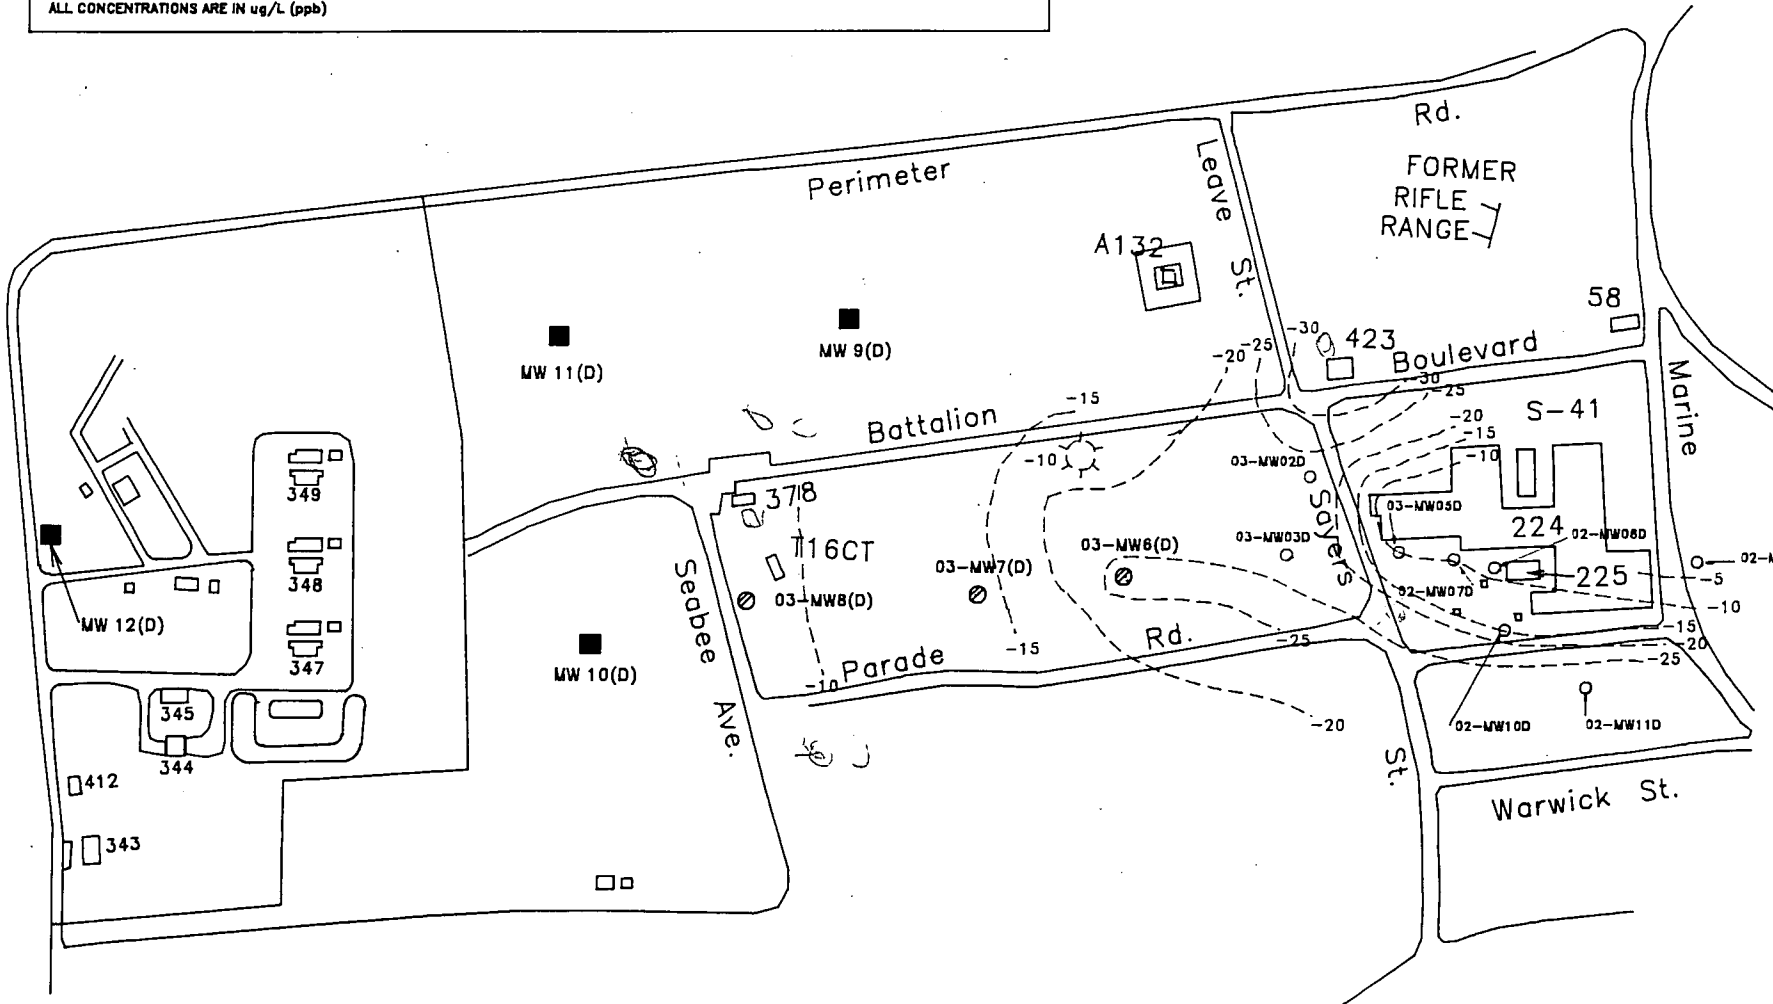 ALL CONCENTRATIONS ARE IN ug/L (ppb)
Rd.
Perimeter
Leave
St.
FORMER
RIFLE
RANGE
A132
58
MW 9(D)
MW 11(D)
-30
423
-25
-20
Boulevard
-30
-25
Marine
-15
S-41
-20
-15
-10
Battalion
-10
03-MW02D
349
378
Sayers
03-MW05D
224
02-MW06D
T16CT
03-MW6(D)
03-MW03D
03-MW7(D)
348
225
-5
02-MW07D
03-MW8(D)
-10
MW 12(D)
Seabee
Rd.
-15
-25
-20
-15
-25
347
Parade
MW 10(D)
-10
345
Ave.
-20
02-MW10D
02-MW11D
344
St.
412
Warwick St.
343